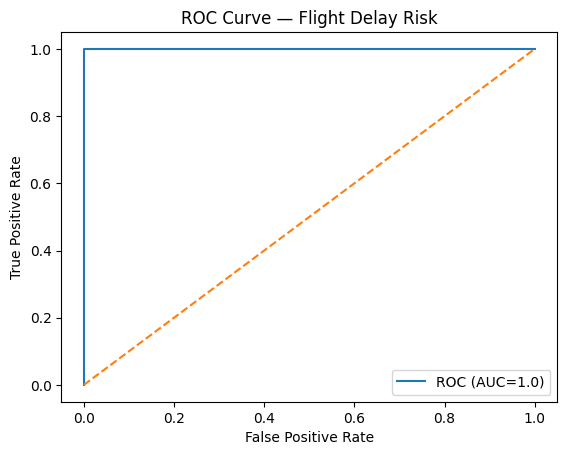 ROC Curve — Flight Delay Risk
1.0
0.8
0.6
0.4
0.2
0.0
True Positive Rate
ROC (AUC=1.0)
0.0 0.2 0.4 0.6 0.8 1.0
False Positive Rate